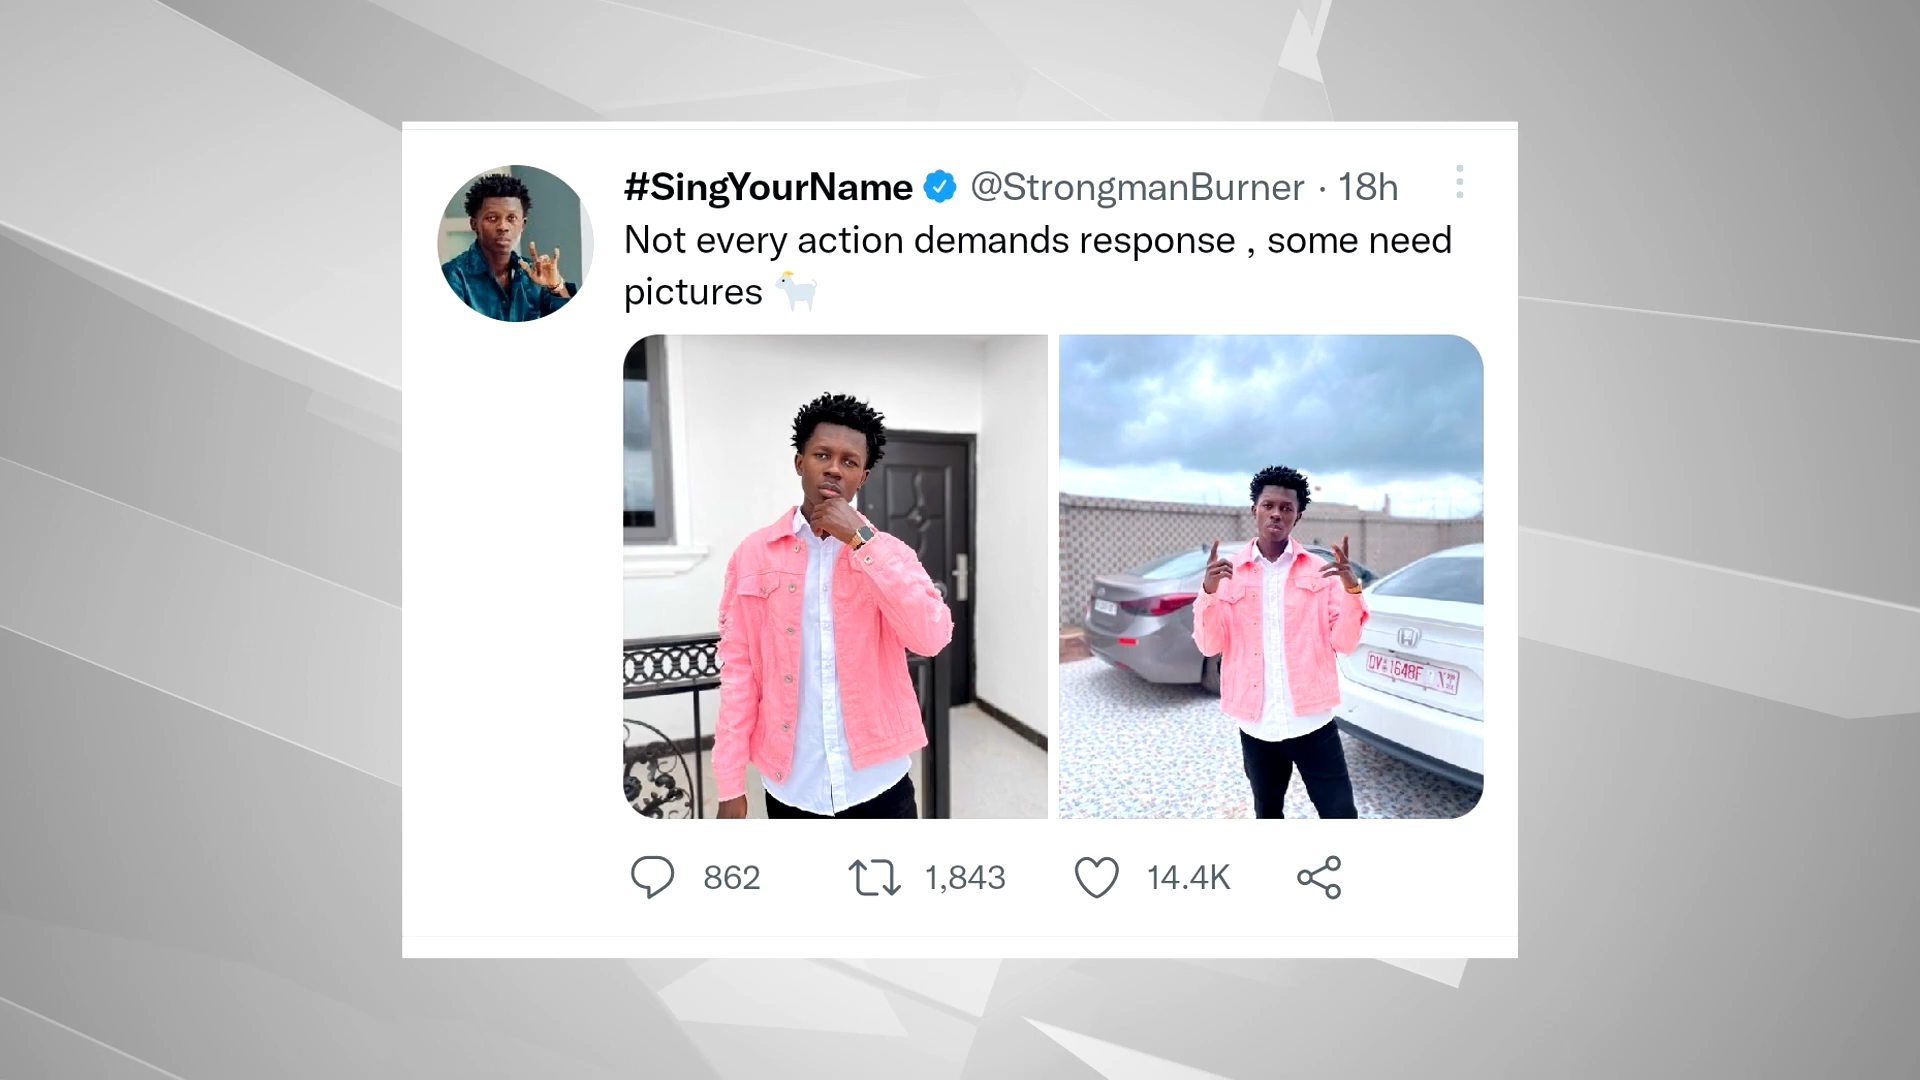 #SingYourName @StrongmanBurner · 18h
Not every action demands response , some need
pictures 🐐
862 1,843 14.4K